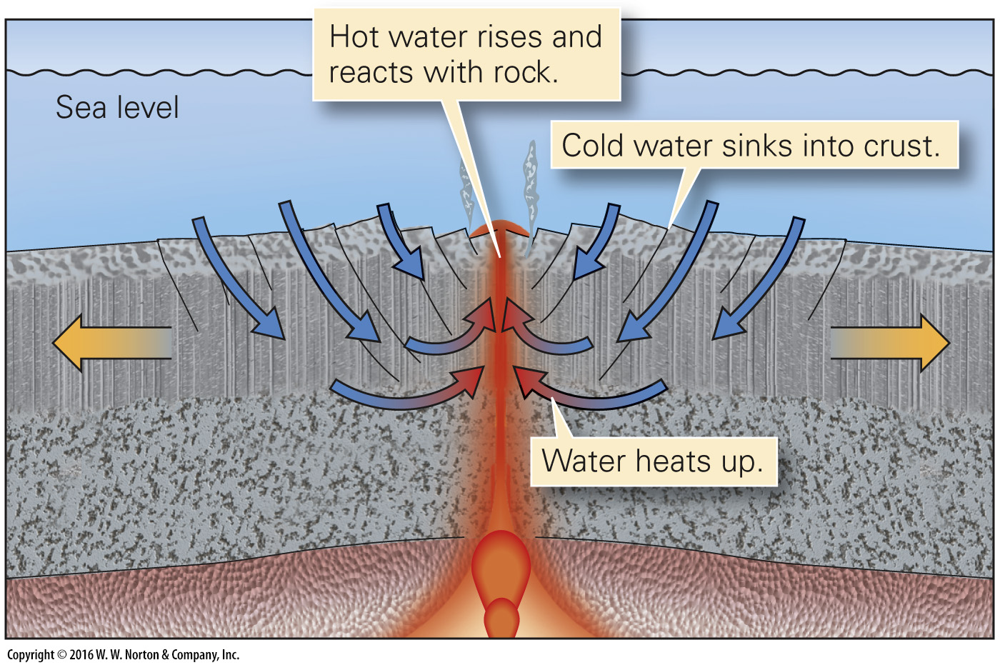 Hot water rises and
reacts with rock.
Sea level
Cold water sinks into crust.
Water heats up.
Copyright © 2016 W. W. Norton & Company, Inc.